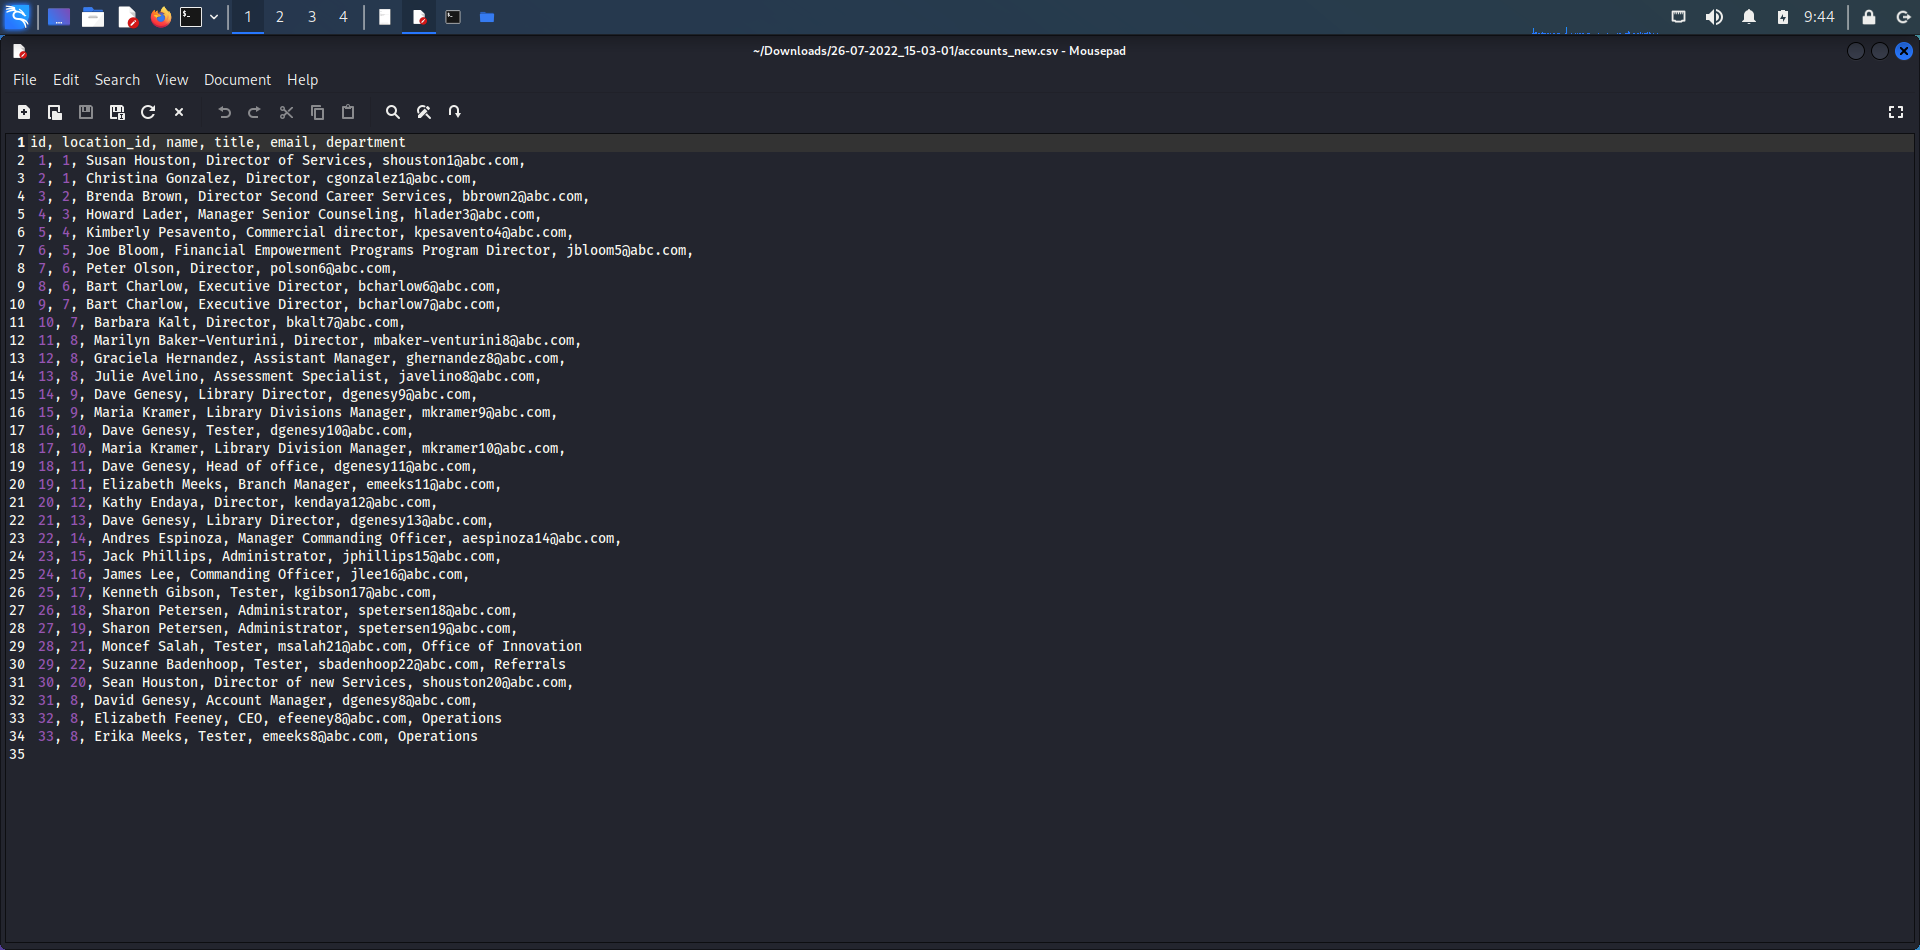 1 2 3 4 9:44
~/Downloads/26-07-2022_15-03-01/accounts_new.csv - Mousepad
File Edit Search View Document Help
1 id, location_id, name, title, email, department
2 1, 1, Susan Houston, Director of Services, shouston1@abc.com,
3 2, 1, Christina Gonzalez, Director, cgonzalez1@abc.com,
4 3, 2, Brenda Brown, Director Second Career Services, bbrown2@abc.com,
5 4, 3, Howard Lader, Manager Senior Counseling, hlader3@abc.com,
6 5, 4, Kimberly Pesavento, Commercial director, kpesavento4@abc.com,
7 6, 5, Joe Bloom, Financial Empowerment Programs Program Director, jbloom5@abc.com,
8 7, 6, Peter Olson, Director, polson6@abc.com,
9 8, 6, Bart Charlow, Executive Director, bcharlow6@abc.com,
10 9, 7, Bart Charlow, Executive Director, bcharlow7@abc.com,
11 10, 7, Barbara Kalt, Director, bkalt7@abc.com,
12 11, 8, Marilyn Baker-Venturini, Director, mbaker-venturini8@abc.com,
13 12, 8, Graciela Hernandez, Assistant Manager, ghernandez8@abc.com,
14 13, 8, Julie Avelino, Assessment Specialist, javelino8@abc.com,
15 14, 9, Dave Genesy, Library Director, dgenesy9@abc.com,
16 15, 9, Maria Kramer, Library Divisions Manager, mkramer9@abc.com,
17 16, 10, Dave Genesy, Tester, dgenesy10@abc.com,
18 17, 10, Maria Kramer, Library Division Manager, mkramer10@abc.com,
19 18, 11, Dave Genesy, Head of office, dgenesy11@abc.com,
20 19, 11, Elizabeth Meeks, Branch Manager, emeeks11@abc.com,
21 20, 12, Kathy Endaya, Director, kendaya12@abc.com,
22 21, 13, Dave Genesy, Library Director, dgenesy13@abc.com,
23 22, 14, Andres Espinoza, Manager Commanding Officer, aespinoza14@abc.com,
24 23, 15, Jack Phillips, Administrator, jphillips15@abc.com,
25 24, 16, James Lee, Commanding Officer, jlee16@abc.com,
26 25, 17, Kenneth Gibson, Tester, kgibson17@abc.com,
27 26, 18, Sharon Petersen, Administrator, spetersen18@abc.com,
28 27, 19, Sharon Petersen, Administrator, spetersen19@abc.com,
29 28, 21, Moncef Salah, Tester, msalah21@abc.com, Office of Innovation
30 29, 22, Suzanne Badenhoop, Tester, sbadenhoop22@abc.com, Referrals
31 30, 20, Sean Houston, Director of new Services, shouston20@abc.com,
32 31, 8, David Genesy, Account Manager, dgenesy8@abc.com,
33 32, 8, Elizabeth Feeney, CEO, efeeney8@abc.com, Operations
34 33, 8, Erika Meeks, Tester, emeeks8@abc.com, Operations
35